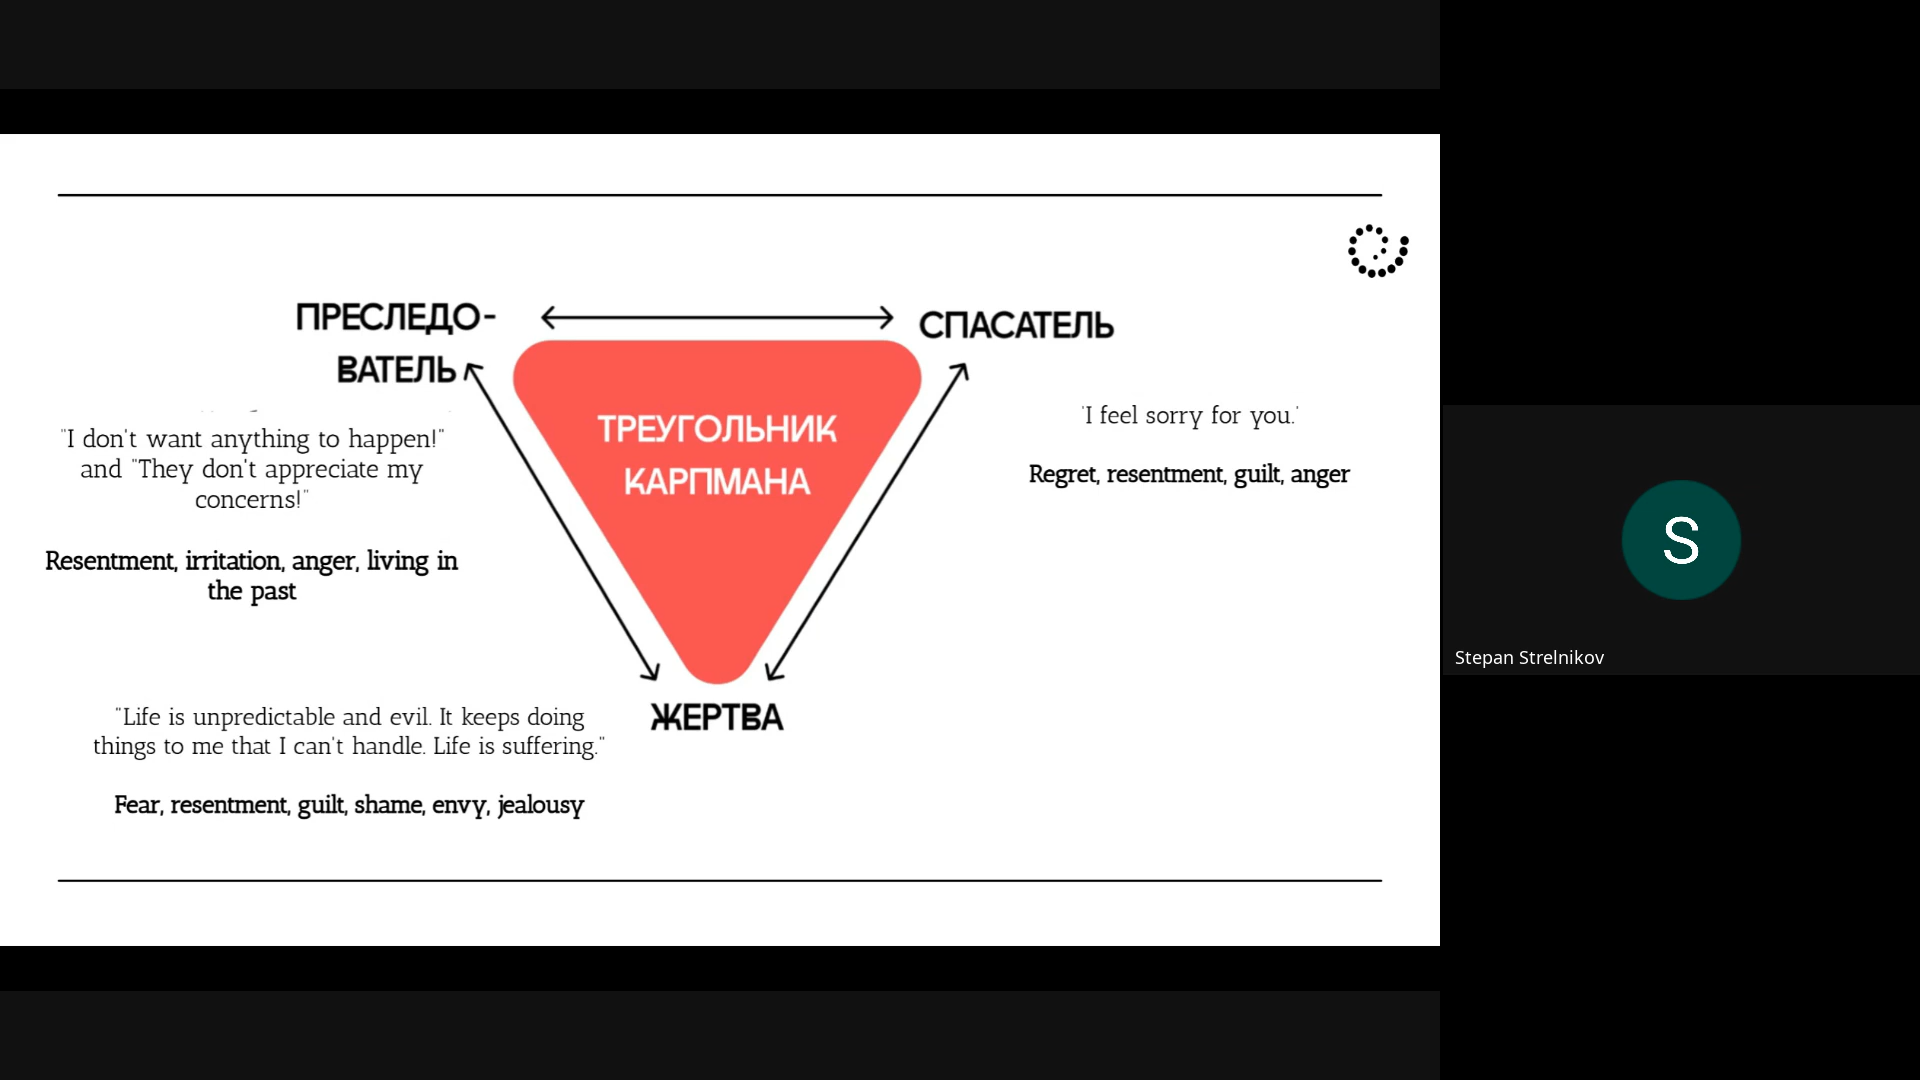 ПРЕСЛЕДО-
ВАТЕЛЬ
СПАСАТЕЛЬ
ТРЕУГОЛЬНИК
КАРПМАНА
"I don't want anything to happen!"
and "They don't appreciate my
concerns!"
Resentment, irritation, anger, living in
the past
'I feel sorry for you.'
Regret, resentment, guilt, anger
ЖЕРТВА
"Life is unpredictable and evil. It keeps doing
things to me that I can't handle. Life is suffering."
Fear, resentment, guilt, shame, envy, jealousy
S
Stepan Strelnikov